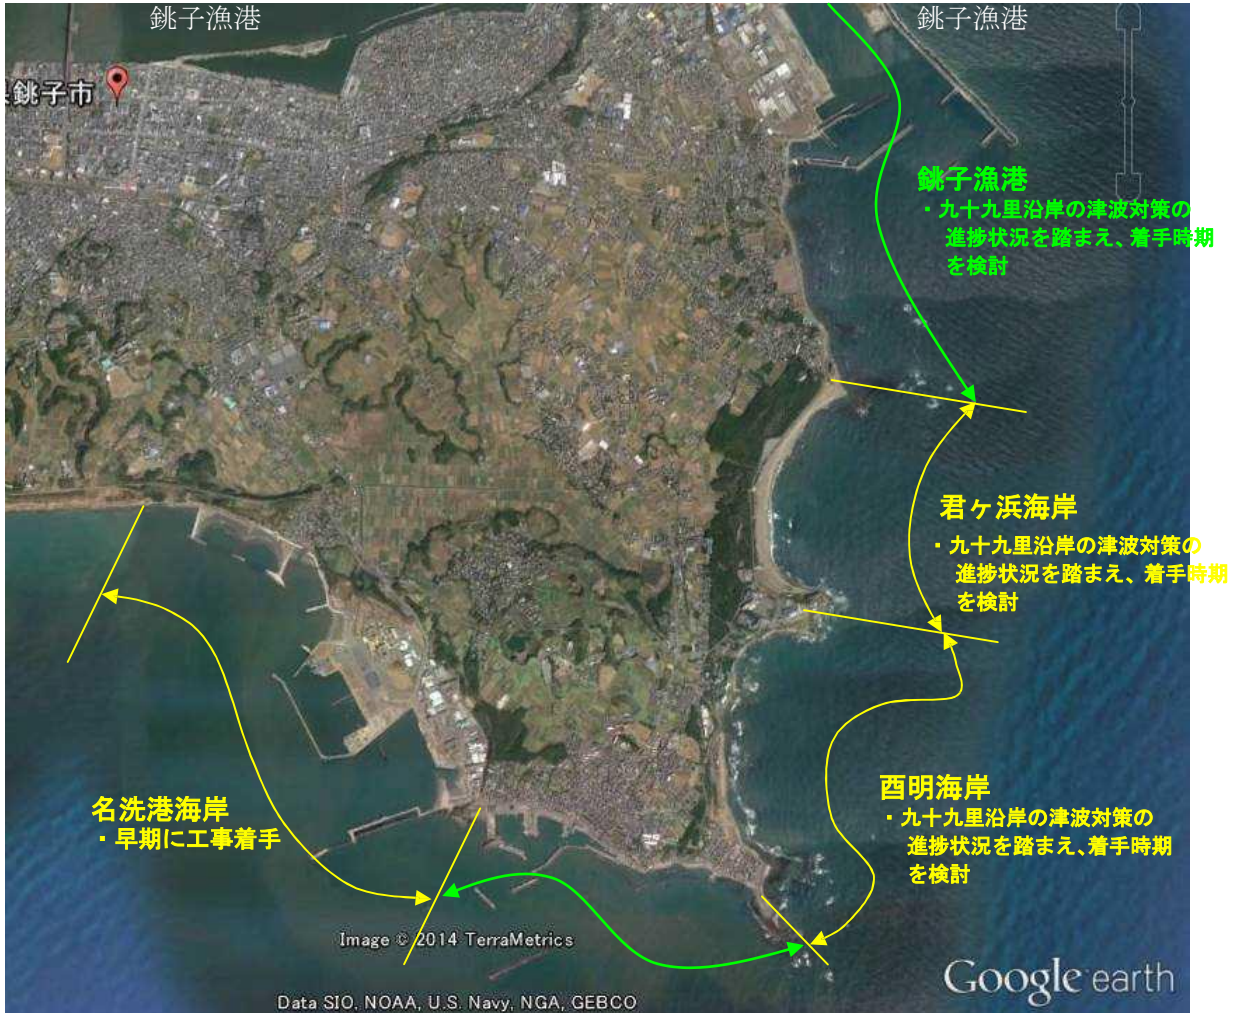 銚子漁港
銚子漁港
県銚子市
銚子漁港
・九十九里沿岸の津波対策の
進捗状況を踏まえ、着手時期
を検討
君ヶ浜海岸
・九十九里沿岸の津波対策の
進捗状況を踏まえ、着手時期
を検討
酉明海岸
・九十九里沿岸の津波対策の
進捗状況を踏まえ、着手時期
を検討
名洗港海岸
・早期に工事着手
Image © 2014 TerraMetrics
Data SIO, NOAA, U.S. Navy, NGA, GEBCO
Google earth